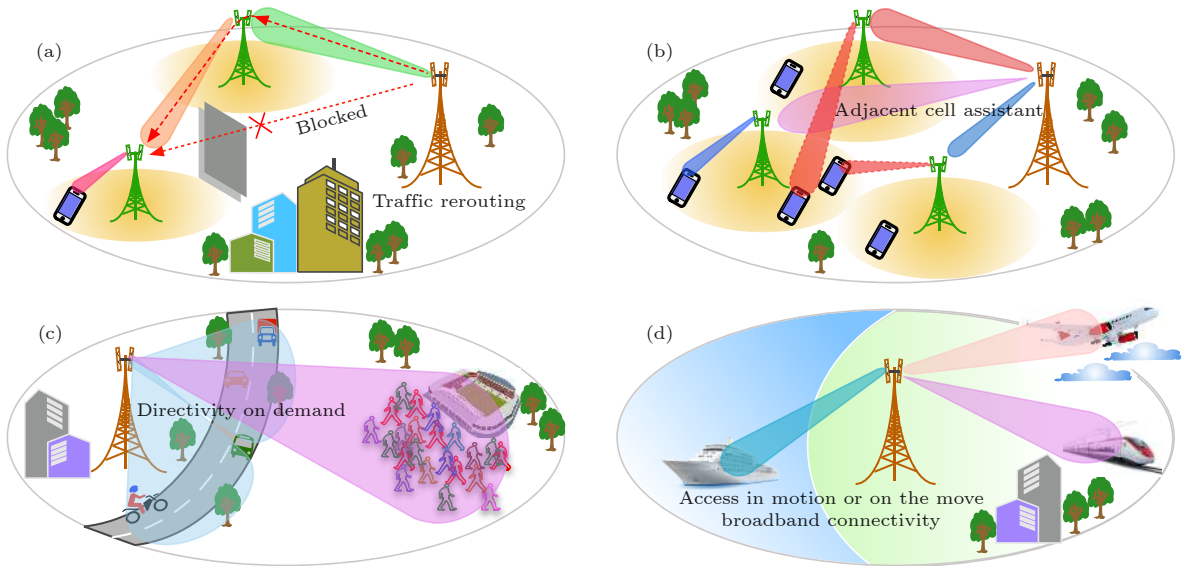 (a)
Blocked
Traffic rerouting
(b)
Adjacent cell assistant
(c)
Directivity on demand
(d)
Access in motion or on the move
broadband connectivity